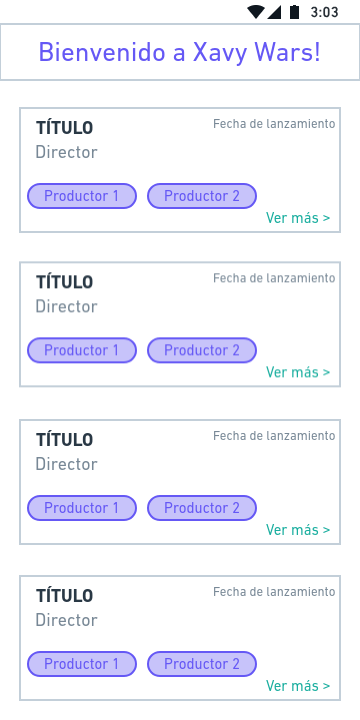 3:03
Bienvenido a Xavy Wars!
TÍTULO Fecha de lanzamiento
Director
Productor 1 Productor 2
Ver más >
TÍTULO Fecha de lanzamiento
Director
Productor 1 Productor 2
Ver más >
TÍTULO Fecha de lanzamiento
Director
Productor 1 Productor 2
Ver más >
TÍTULO Fecha de lanzamiento
Director
Productor 1 Productor 2
Ver más >